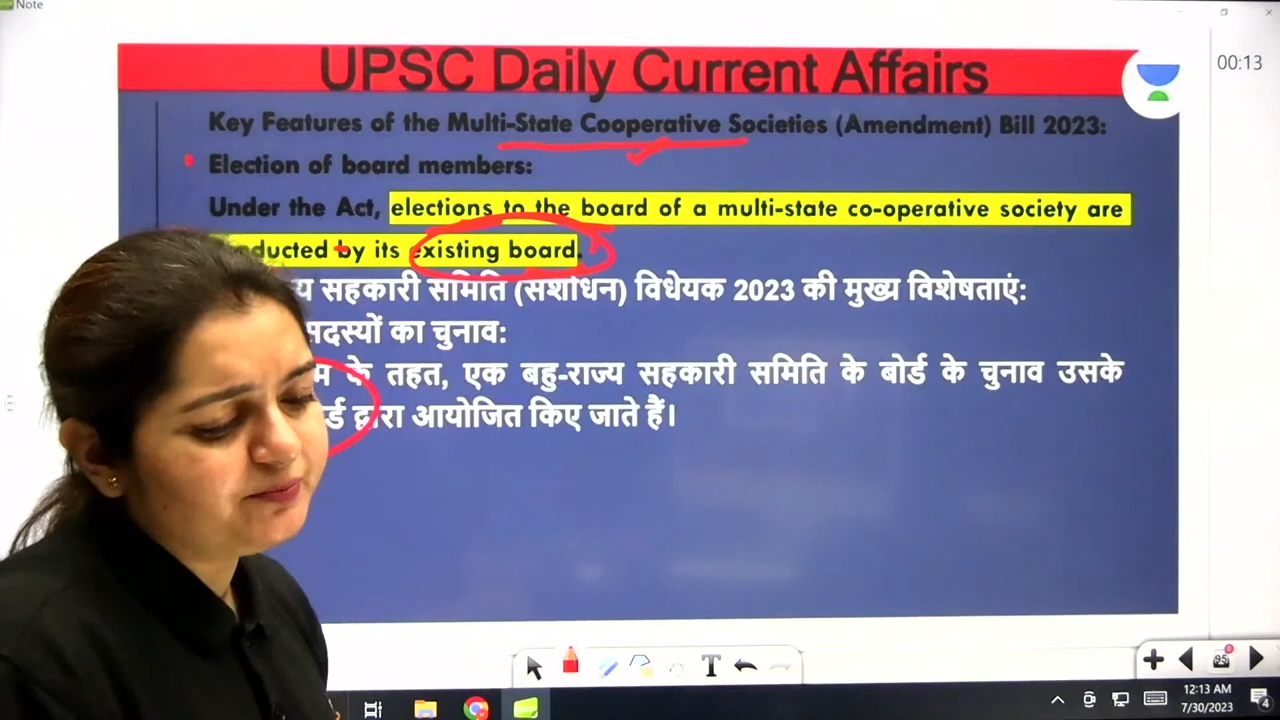 Note
00:13
UPSC Daily Current Affairs
Key Features of the Multi-State Cooperative Societies (Amendment) Bill 2023:
Election of board members:
Under the Act, elections to the board of a multi-state co-operative society are
by its existing board.
सहकारी समिति (संशोधन) विधेयक 2023 की मुख्य विशेषताएं:
सदस्यों का चुनाव:
के तहत, एक बहु-राज्य सहकारी समिति के बोर्ड के चुनाव उसके
द्वारा आयोजित किए जाते हैं।
T
95
12:13 AM
7/30/2023
4